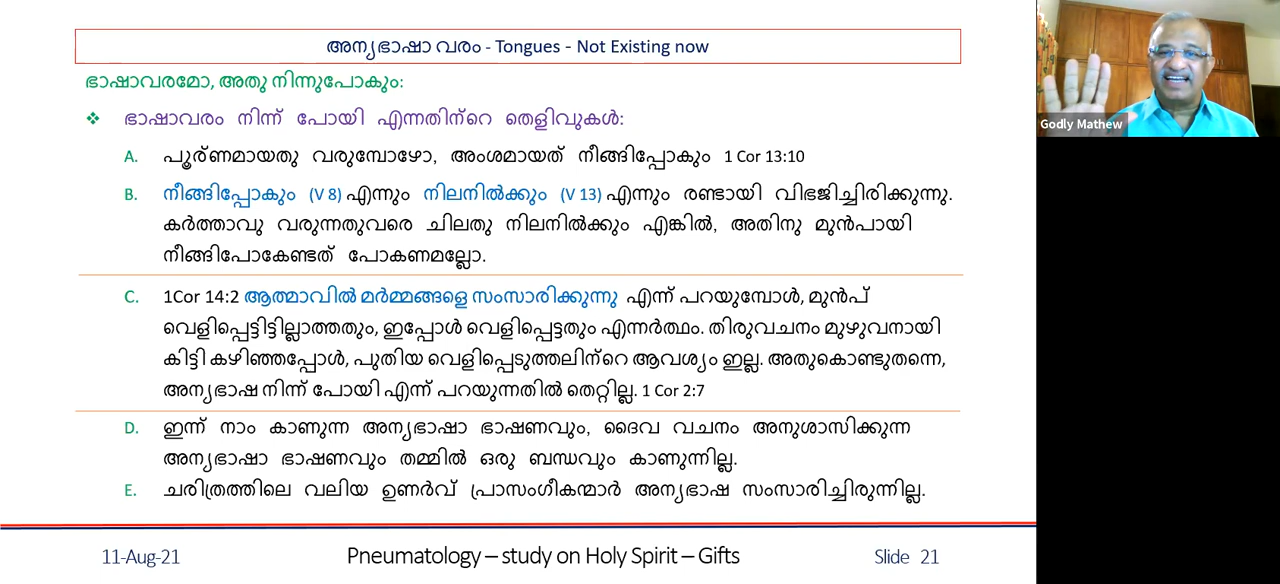 അന്യഭാഷാ വരം - Tongues - Not Existing now
ഭാഷാവരമോ, അതു നിന്നുപോകും:
❖ ഭാഷാവരം നിന്ന് പോയി എന്നതിന്റെ തെളിവുകൾ:
A. പൂര്‍ണമായതു വരുമ്പോഴോ, അംശമായത് നീങ്ങിപ്പോകും 1 Cor 13:10
B. നീങ്ങിപ്പോകും (V 8) എന്നും നിലനിൽക്കും (V 13) എന്നും രണ്ടായി വിഭജിച്ചിരിക്കുന്നു.
കർത്താവു വരുന്നതുവരെ ചിലതു നിലനിൽക്കും എങ്കിൽ, അതിനു മുൻപായി
നീങ്ങിപോകേണ്ടത് പോകണമല്ലോ.
C. 1Cor 14:2 ആത്മാവിൽ മർമ്മങ്ങളെ സംസാരിക്കുന്നു എന്ന് പറയുമ്പോൾ, മുൻപ്
വെളിപ്പെട്ടിട്ടില്ലാത്തതും, ഇപ്പോൾ വെളിപ്പെട്ടതും എന്നർത്ഥം. തിരുവചനം മുഴുവനായി
കിട്ടി കഴിഞ്ഞപ്പോൾ, പുതിയ വെളിപ്പെടുത്തലിന്റെ ആവശ്യം ഇല്ല. അതുകൊണ്ടുതന്നെ,
അന്യഭാഷ നിന്ന് പോയി എന്ന് പറയുന്നതിൽ തെറ്റില്ല. 1 Cor 2:7
D. ഇന്ന് നാം കാണുന്ന അന്യഭാഷാ ഭാഷണവും, ദൈവ വചനം അനുശാസിക്കുന്ന
അന്യഭാഷാ ഭാഷണവും തമ്മിൽ ഒരു ബന്ധവും കാണുന്നില്ല.
E. ചരിത്രത്തിലെ വലിയ ഉണർവ് പ്രാസംഗീകന്മാർ അന്യഭാഷ സംസാരിച്ചിരുന്നില്ല.
11-Aug-21 Pneumatology – study on Holy Spirit – Gifts Slide 21
Godly Mathew